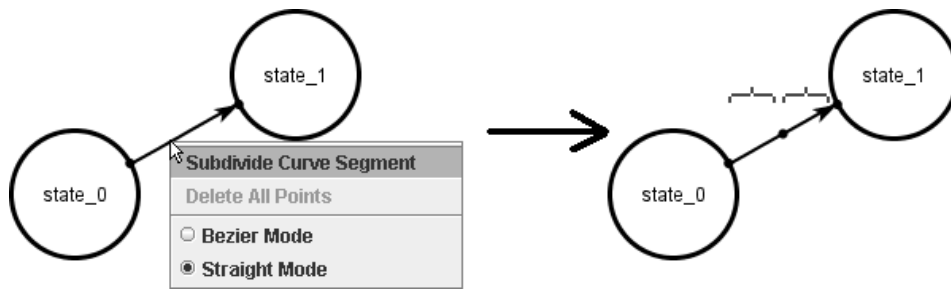 state_1
state_0
Subdivide Curve Segment
Delete All Points
Bezier Mode
Straight Mode
state_1
state_0